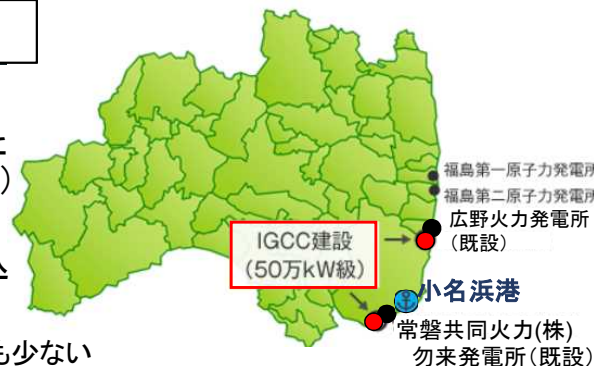 福島第一原子力発電所
福島第二原子力発電所
広野火力発電所
（既設）
IGCC建設
（50万kW級）
小名浜港
常磐共同火力(株)
勿来発電所（既設）
も少ない